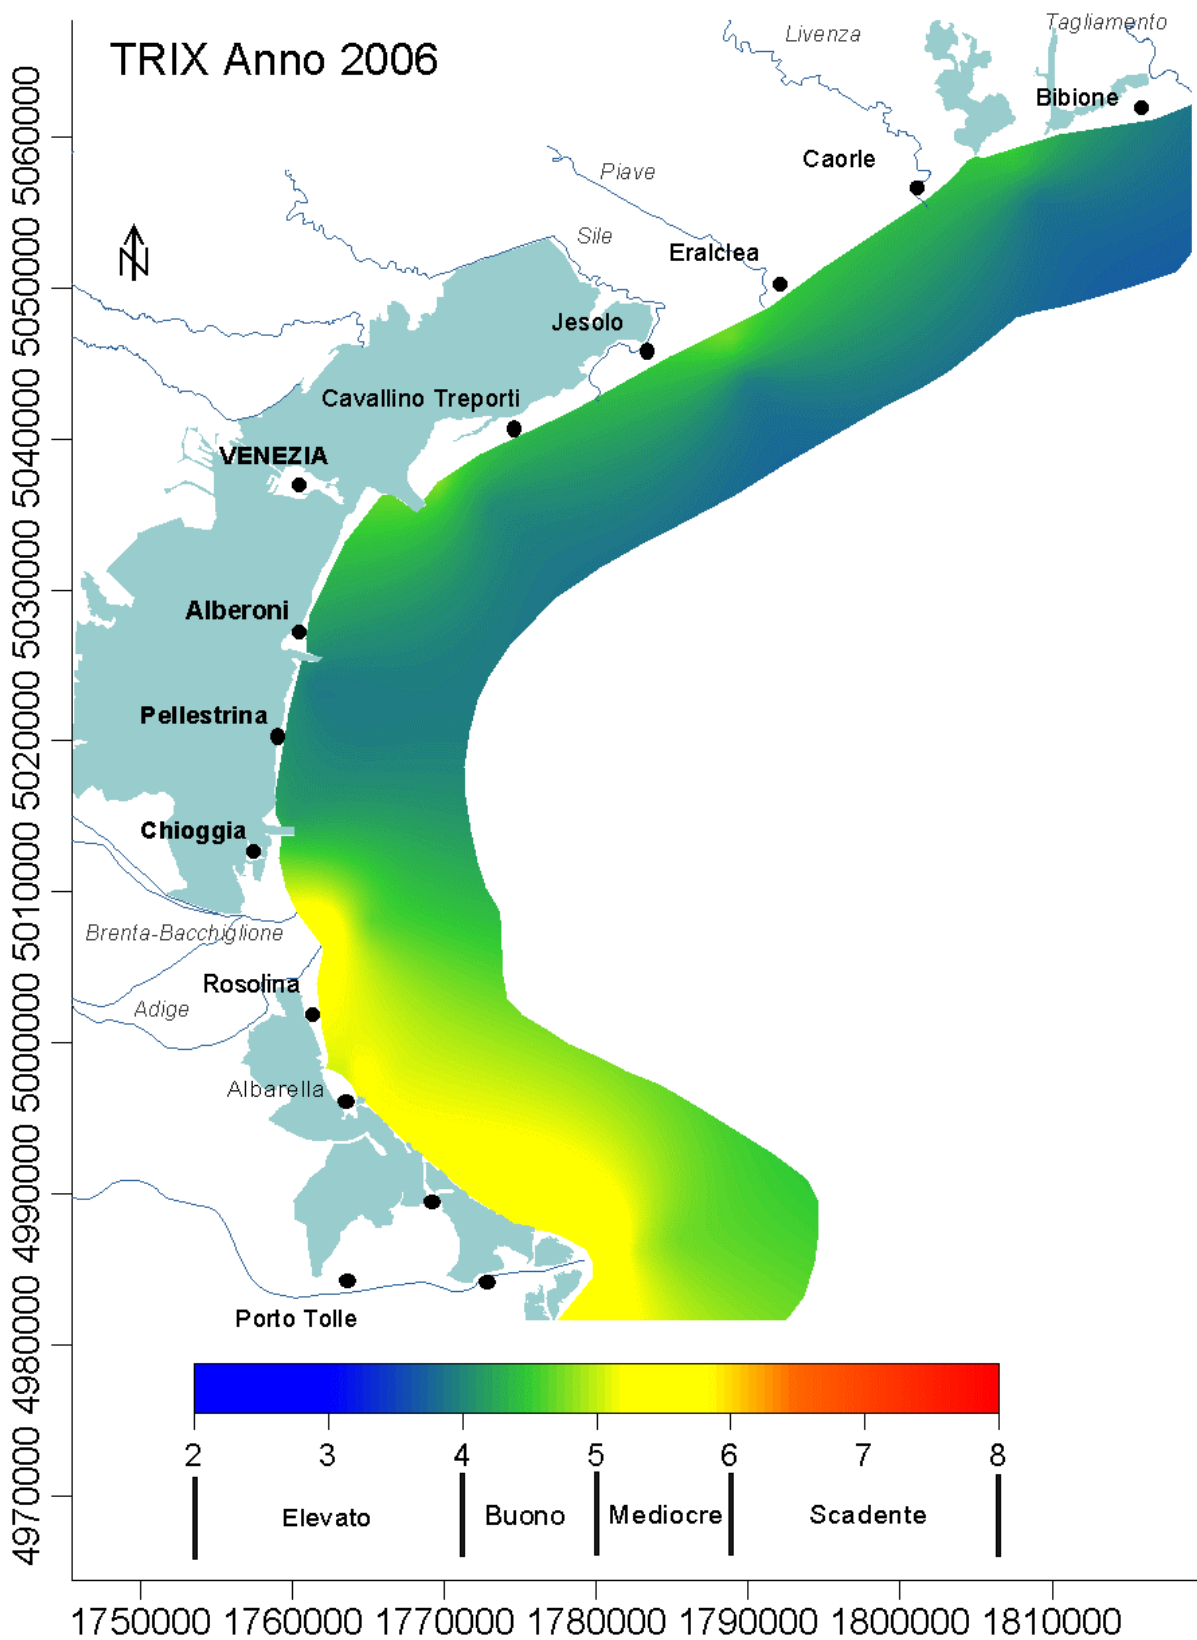 TRIX Anno 2006
Livenza
Tagliamento
Bibione
Caorle
Piave
Sile
Eralclea
N
Jesolo
Cavallino Treporti
VENEZIA
Alberoni
Pellestrina
Chioggia
Brenta-Bacchiglione
Rosolina
Adige
Albarella
Porto Tolle
5060000
5050000
5040000
5030000
5020000
5010000
5000000
4990000
4980000
4970000
2 3 4 5 6 7 8
Elevato Buono Mediocre Scadente
1750000 1760000 1770000 1780000 1790000 1800000 1810000